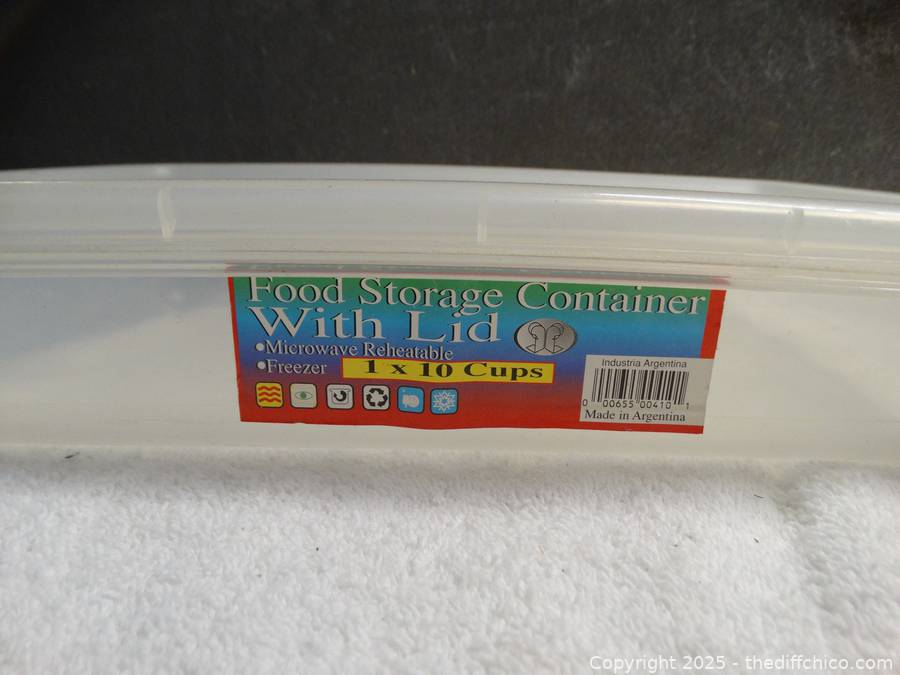 Food Storage Container
With Lid
•Microwave Reheatable
•Freezer
1 x 10 Cups
Industria Argentina
0 00655 00410 1
Made in Argentina
Copyright 2025 - thediffchico.com